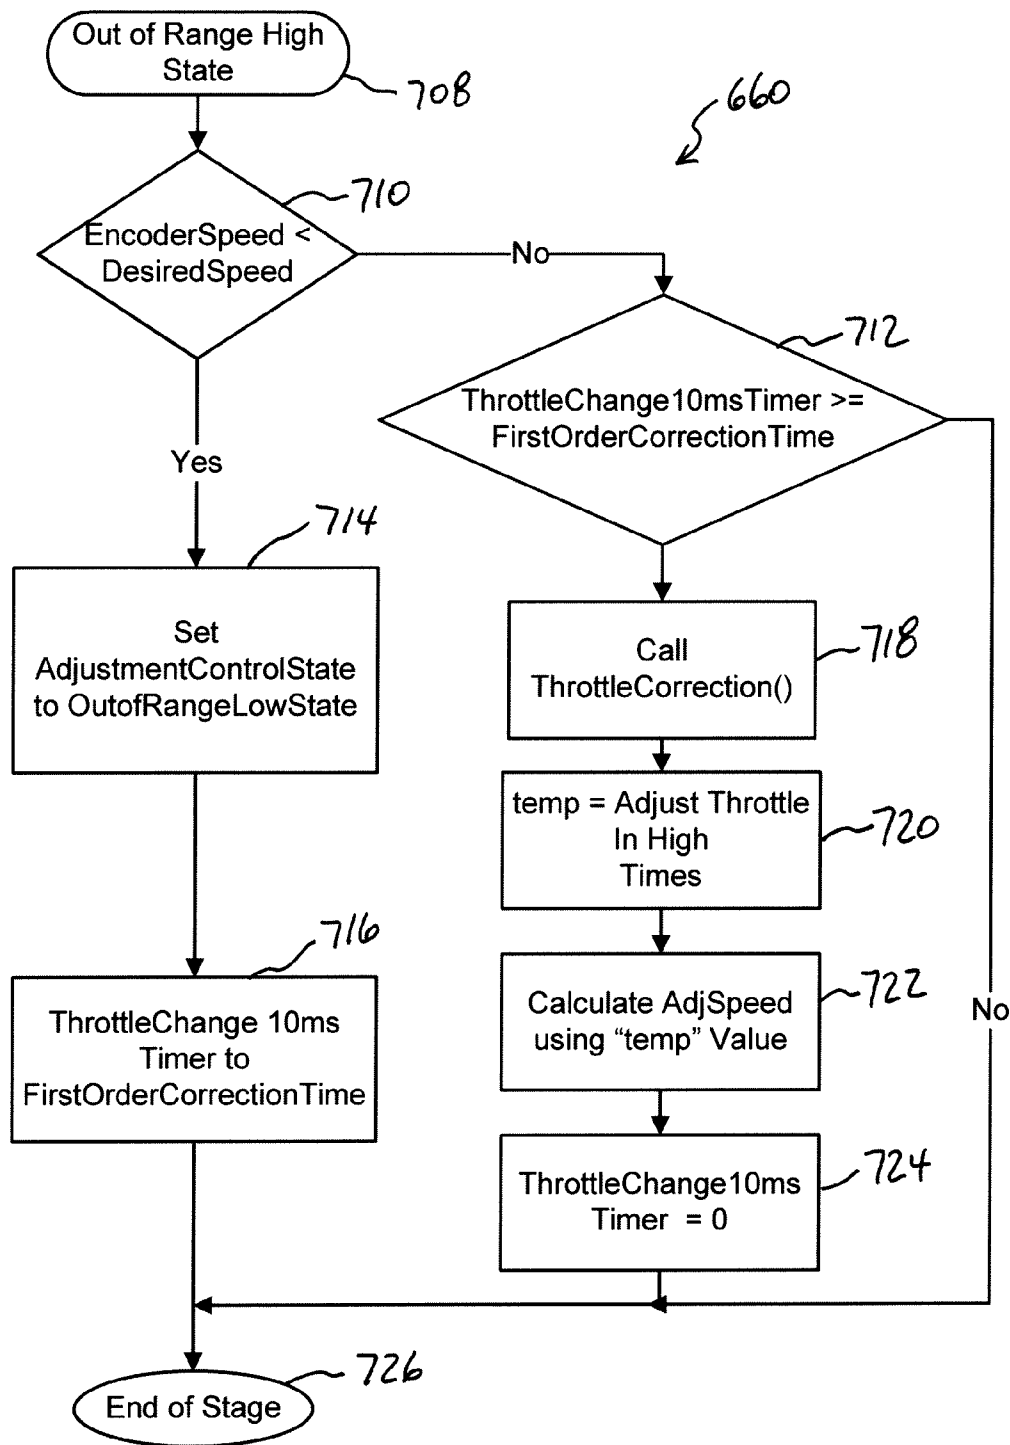 Out of Range High
State
708
660
710
EncoderSpeed <
DesiredSpeed
No
712
ThrottleChange10msTimer >=
FirstOrderCorrectionTime
Yes
714
Set
AdjustmentControlState
to OutofRangeLowState
Call
ThrottleCorrection()
718
temp = Adjust Throttle
In High
Times
720
716
ThrottleChange 10ms
Timer to
FirstOrderCorrectionTime
Calculate AdjSpeed
using “temp” Value
722
No
ThrottleChange10ms
Timer = 0
724
End of Stage
726